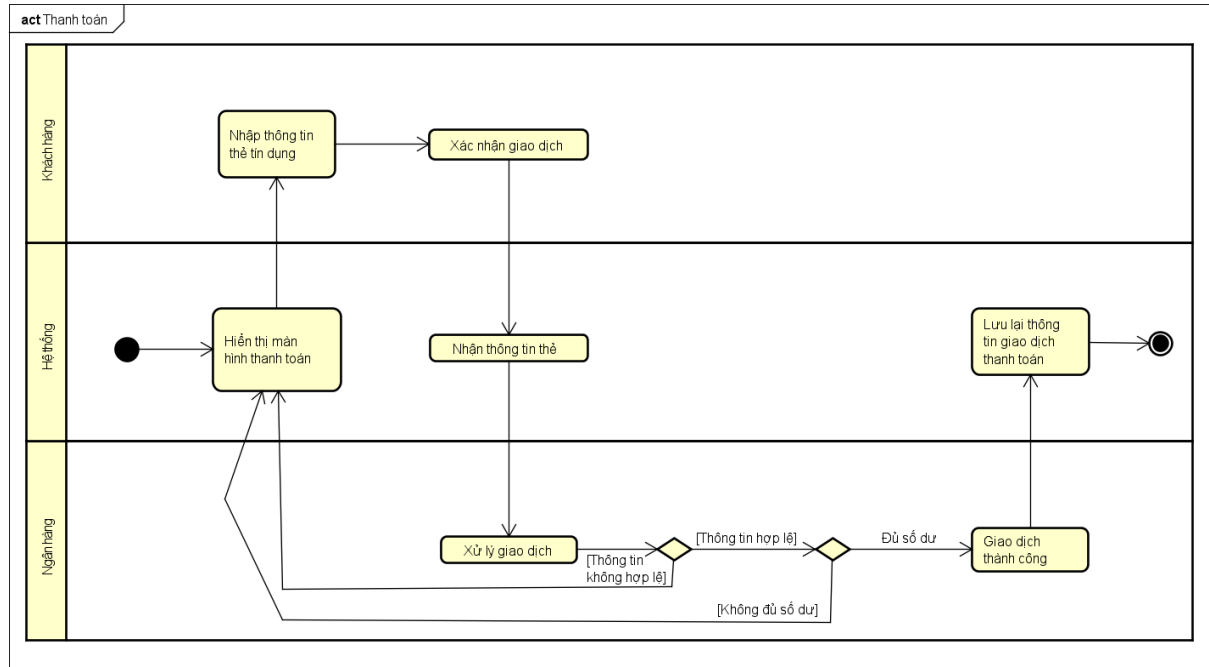 act Thanh toán
Khách hàng
Nhập thông tin
thẻ tín dụng
Xác nhận giao dịch
Hệ thống
Hiển thị màn
hình thanh toán
Nhận thông tin thẻ
Lưu lại thông
tin giao dịch
thanh toán
Ngân hàng
Xử lý giao dịch
[Thông tin
không hợp lệ]
[Thông tin hợp lệ]
Đủ số dư
Giao dịch
thành công
[Không đủ số dư]